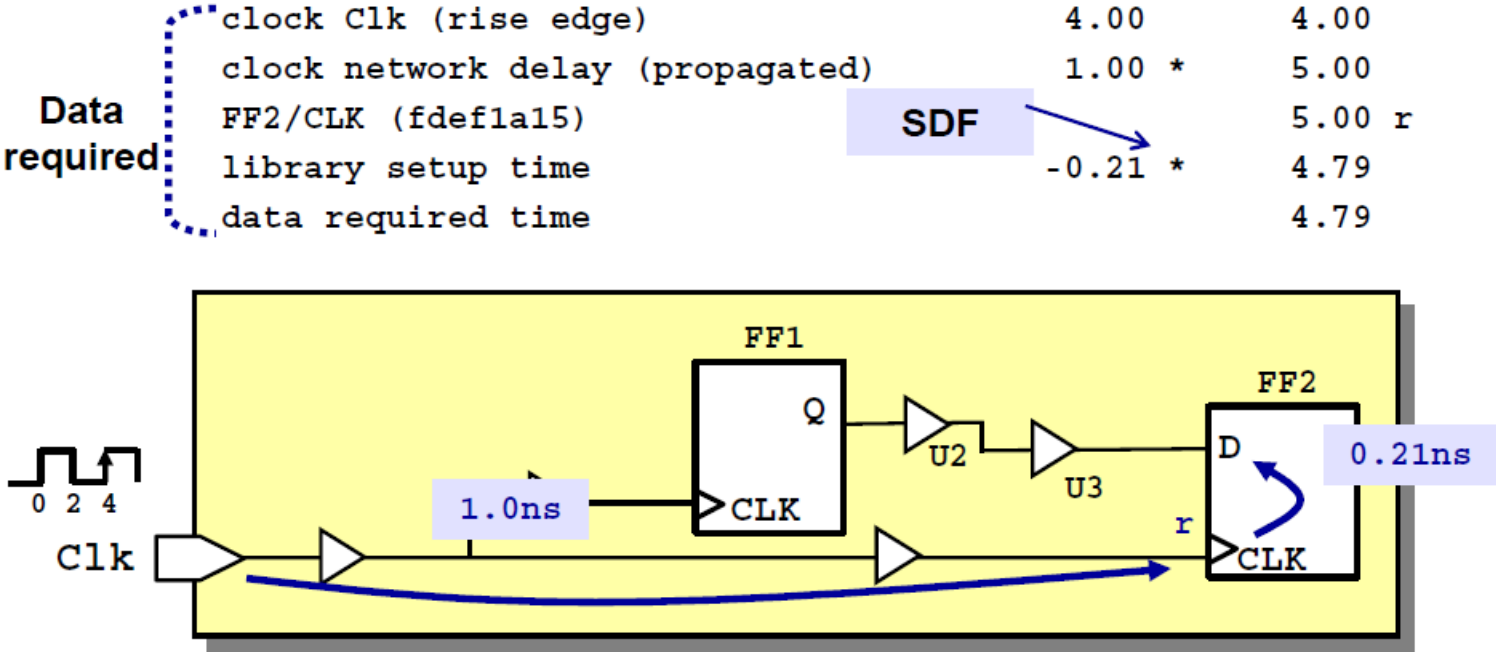 clock Clk (rise edge) 4.00 4.00
clock network delay (propagated) 1.00 * 5.00
Data required
FF2/CLK (fdef1a15) 5.00 r
SDF
library setup time -0.21 * 4.79
data required time 4.79
FF1
FF2
Q
U2
D
0.21ns
U3
0 2 4
1.0ns
CLK
r
Clk
CLK